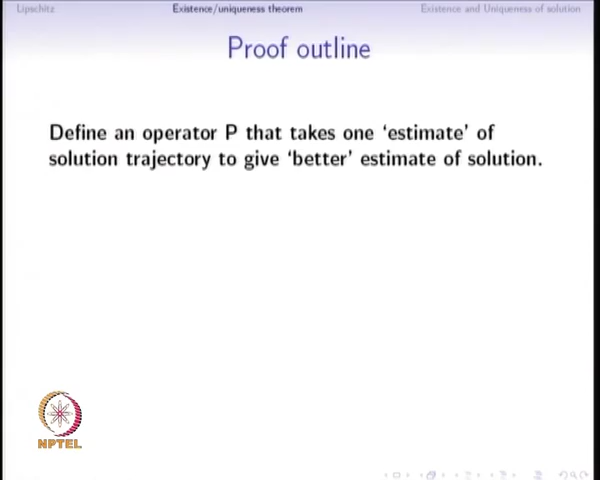 Lipschitz Existence/uniqueness theorem Existence and Uniqueness of solution
Proof outline
Define an operator P that takes one ‘estimate’ of
solution trajectory to give ‘better’ estimate of solution.
NPTEL